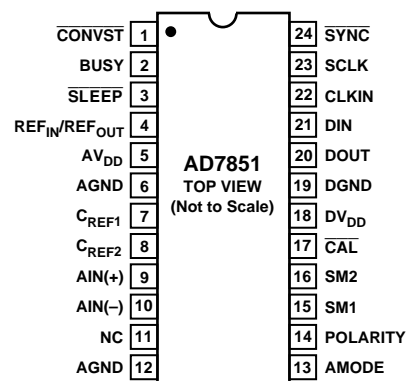 CONVST 1 24 SYNC
BUSY 2 23 SCLK
SLEEP 3 22 CLKIN
REFIN/REFOUT 4 21 DIN
AVDD 5 20 DOUT
AGND 6 19 DGND
CREF1 7 18 DVDD
CREF2 8 17 CAL
AIN(+) 9 16 SM2
AIN(–) 10 15 SM1
NC 11 14 POLARITY
AGND 12 13 AMODE
AD7851
TOP VIEW
(Not to Scale)